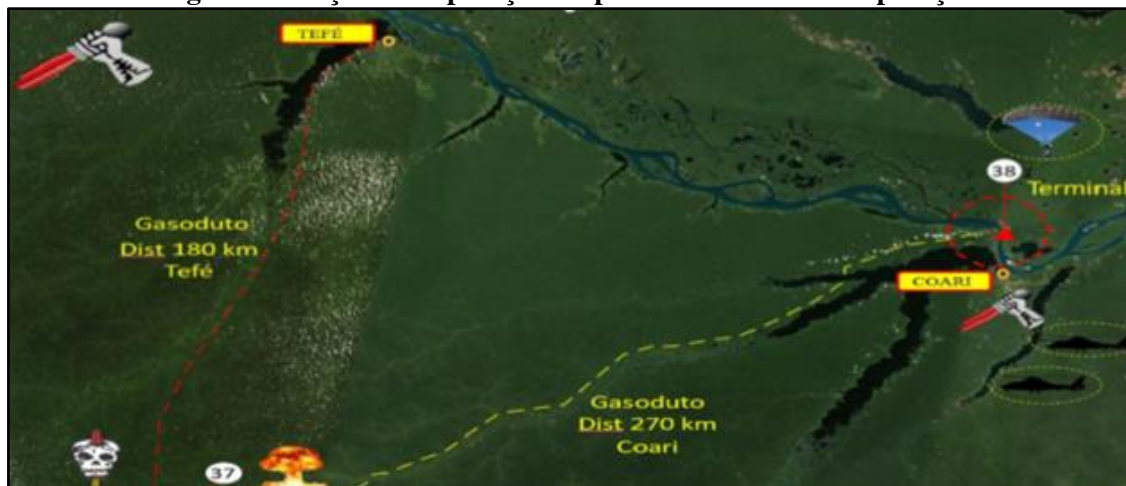 TEFÉ
38
Terminal
Gasoduto
Dist 180 km
Tefé
COARI
Gasoduto
Dist 270 km
Coari
37